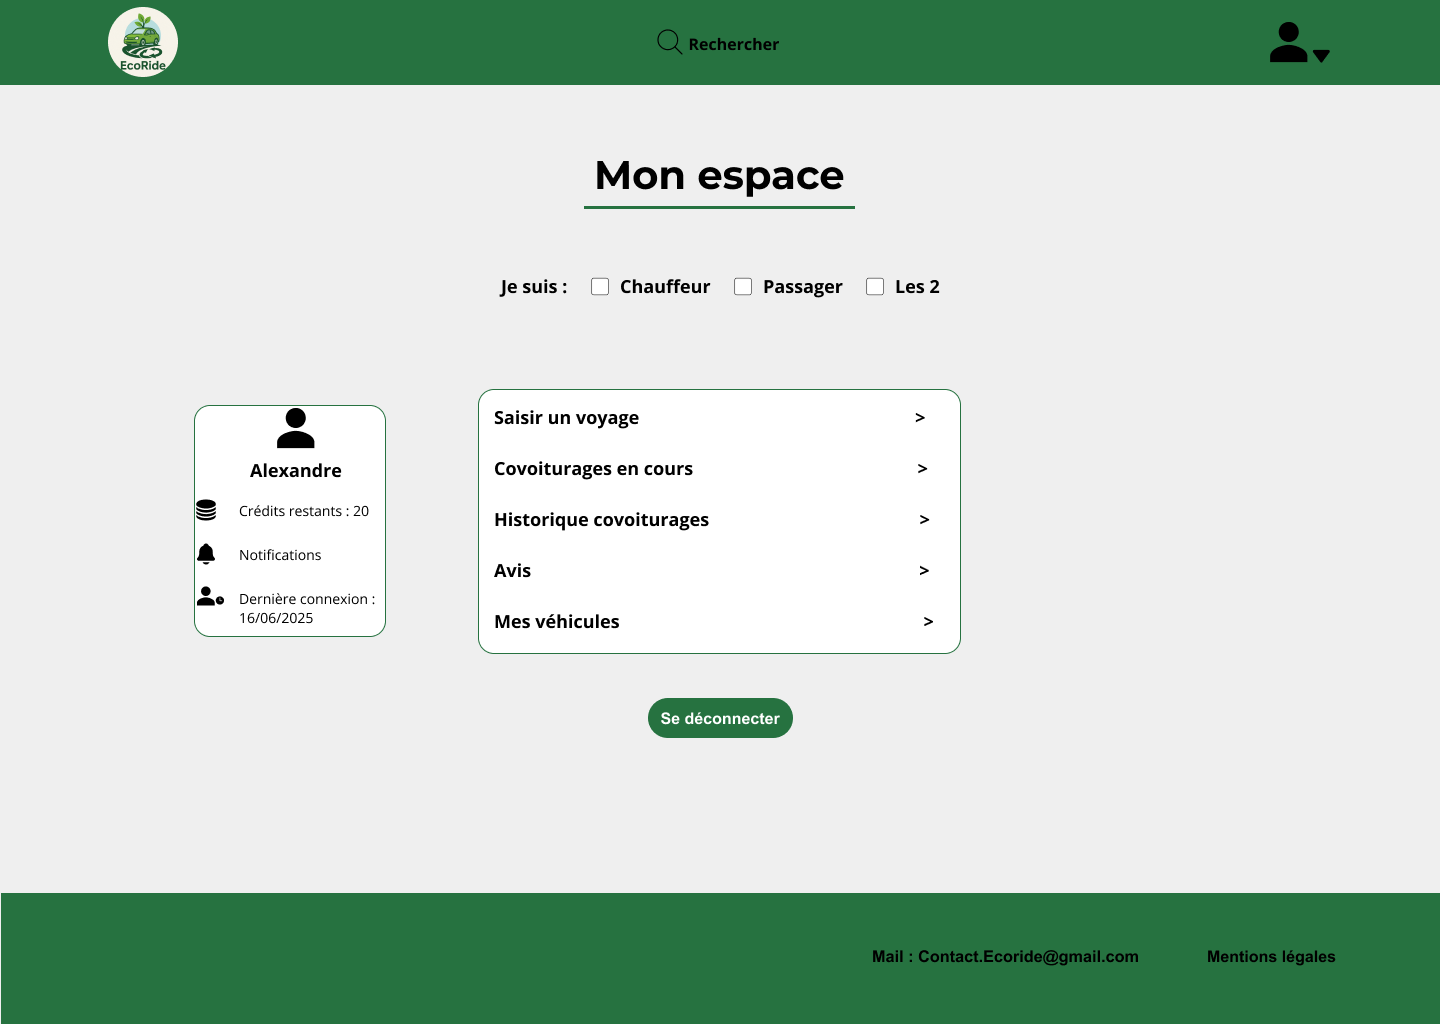 EcoRide
Rechercher
Mon espace
Je suis : Chauffeur Passager Les 2
Alexandre
Crédits restants : 20
Notifications
Dernière connexion :
16/06/2025
Saisir un voyage >
Covoiturages en cours >
Historique covoiturages >
Avis >
Mes véhicules >
Se déconnecter
Mail : Contact.Ecoride@gmail.com Mentions légales